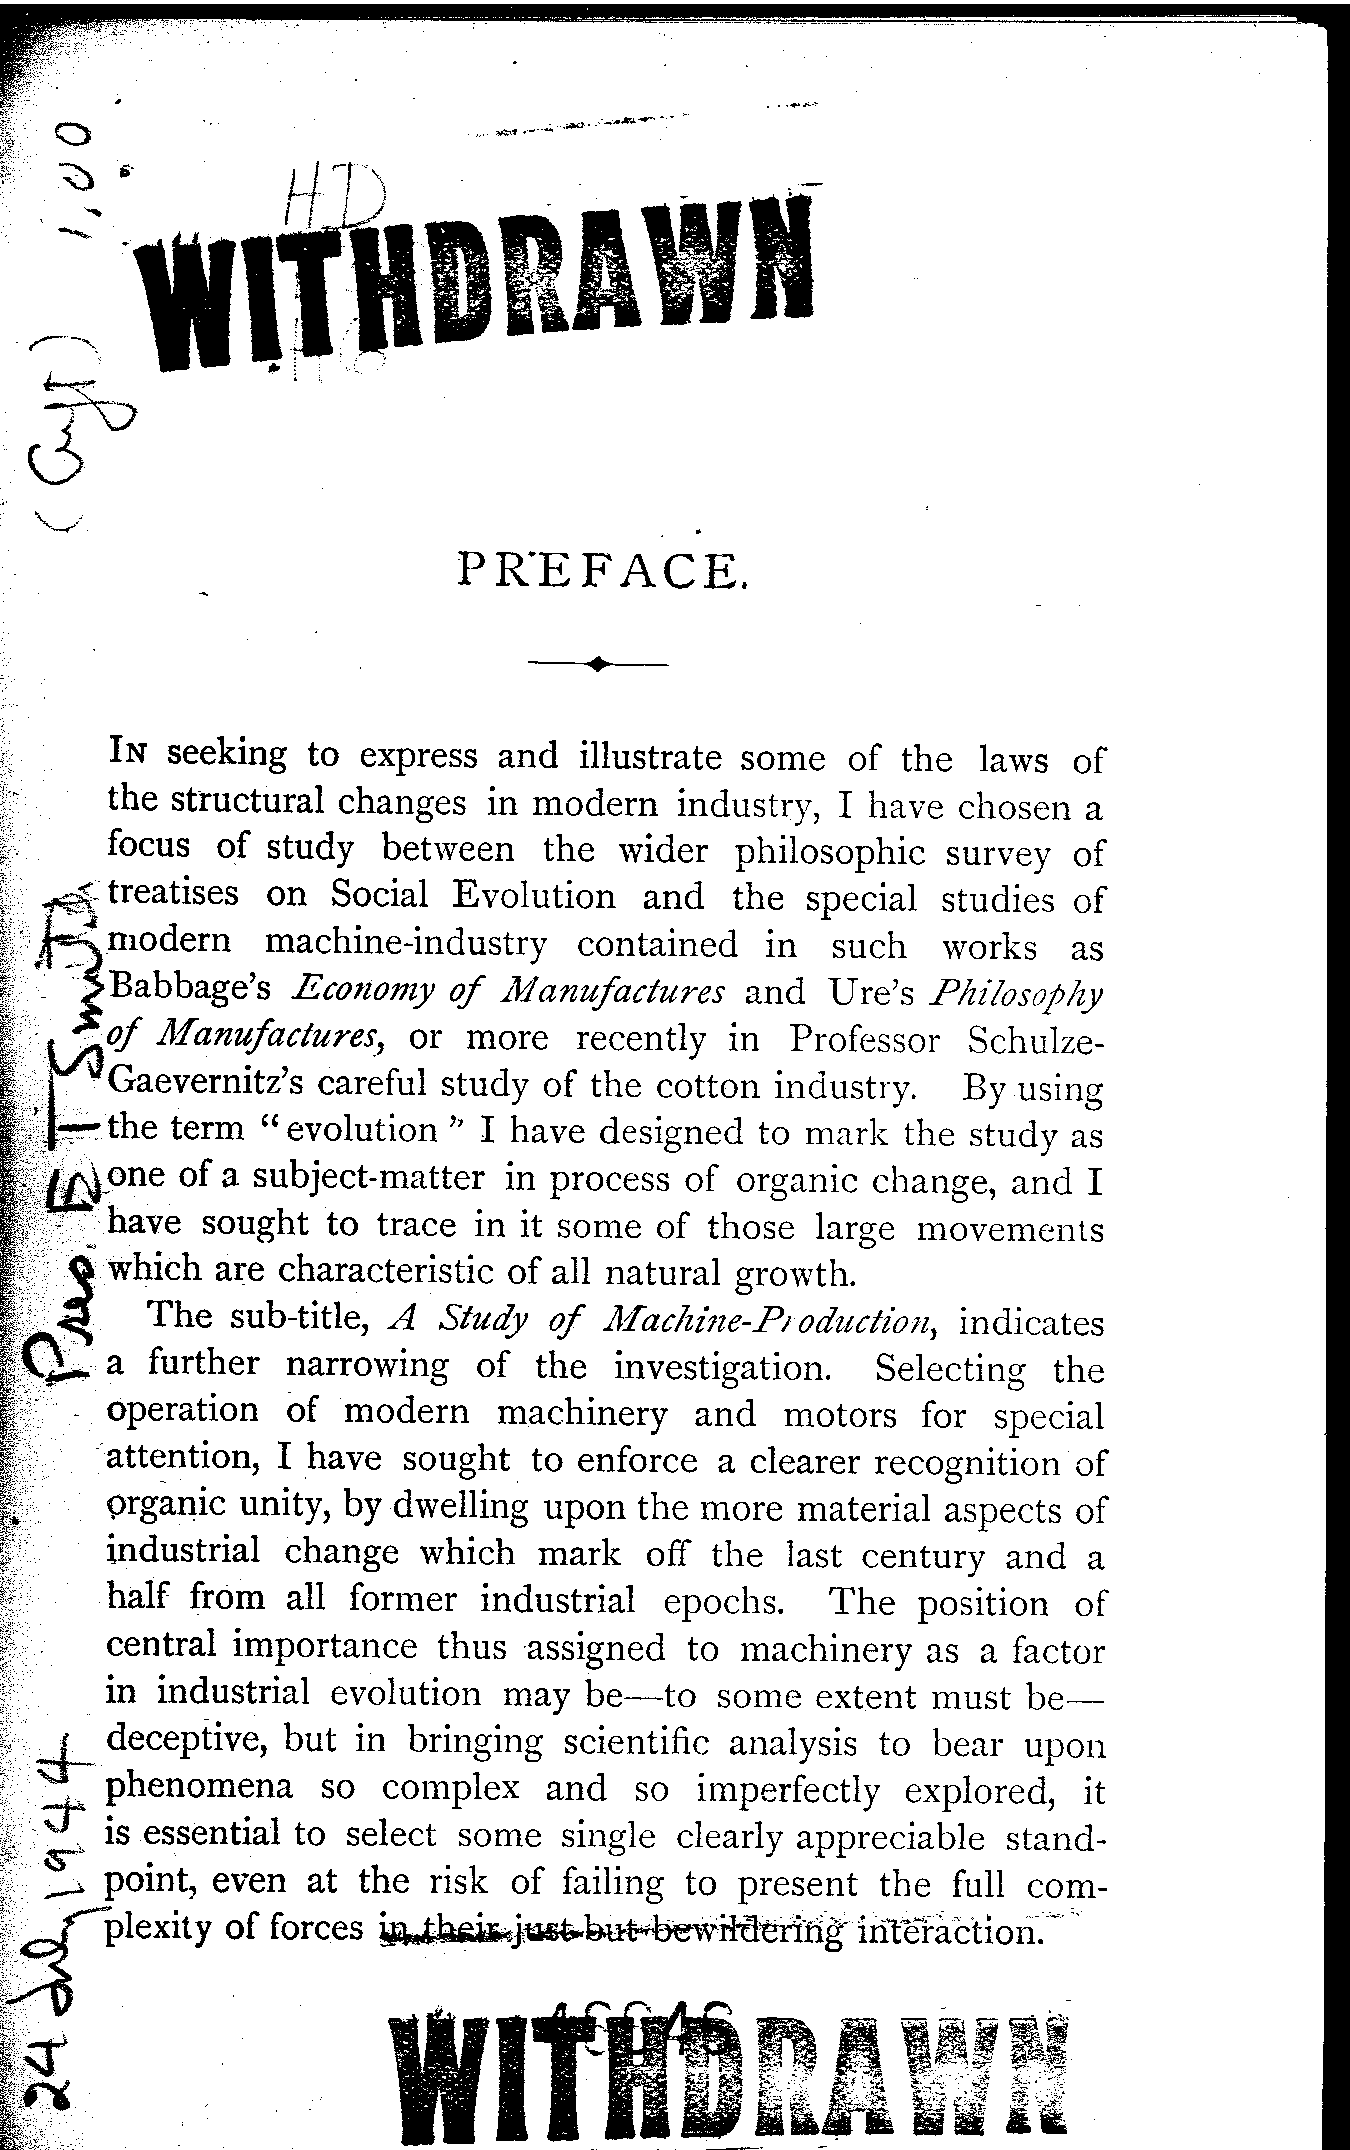 1.00
HD
WITHDRAWN
PREFACE.
IN seeking to express and illustrate some of the laws of
the structural changes in modern industry, I have chosen a
focus of study between the wider philosophic survey of
treatises on Social Evolution and the special studies of
modern machine-industry contained in such works as
Babbage's Economy of Manufactures and Ure's Philosophy
of Manufactures, or more recently in Professor Schulze-
Gaevernitz's careful study of the cotton industry. By using
the term "evolution" I have designed to mark the study as
one of a subject-matter in process of organic change, and I
have sought to trace in it some of those large movements
which are characteristic of all natural growth.
The sub-title, A Study of Machine-Production, indicates
a further narrowing of the investigation. Selecting the
operation of modern machinery and motors for special
attention, I have sought to enforce a clearer recognition of
organic unity, by dwelling upon the more material aspects of
industrial change which mark off the last century and a
half from all former industrial epochs. The position of
central importance thus assigned to machinery as a factor
in industrial evolution may be—to some extent must be—
deceptive, but in bringing scientific analysis to bear upon
phenomena so complex and so imperfectly explored, it
is essential to select some single clearly appreciable stand-
point, even at the risk of failing to present the full com-
plexity of forces in their just but bewildering interaction.
WITHDRAWN
24 1944